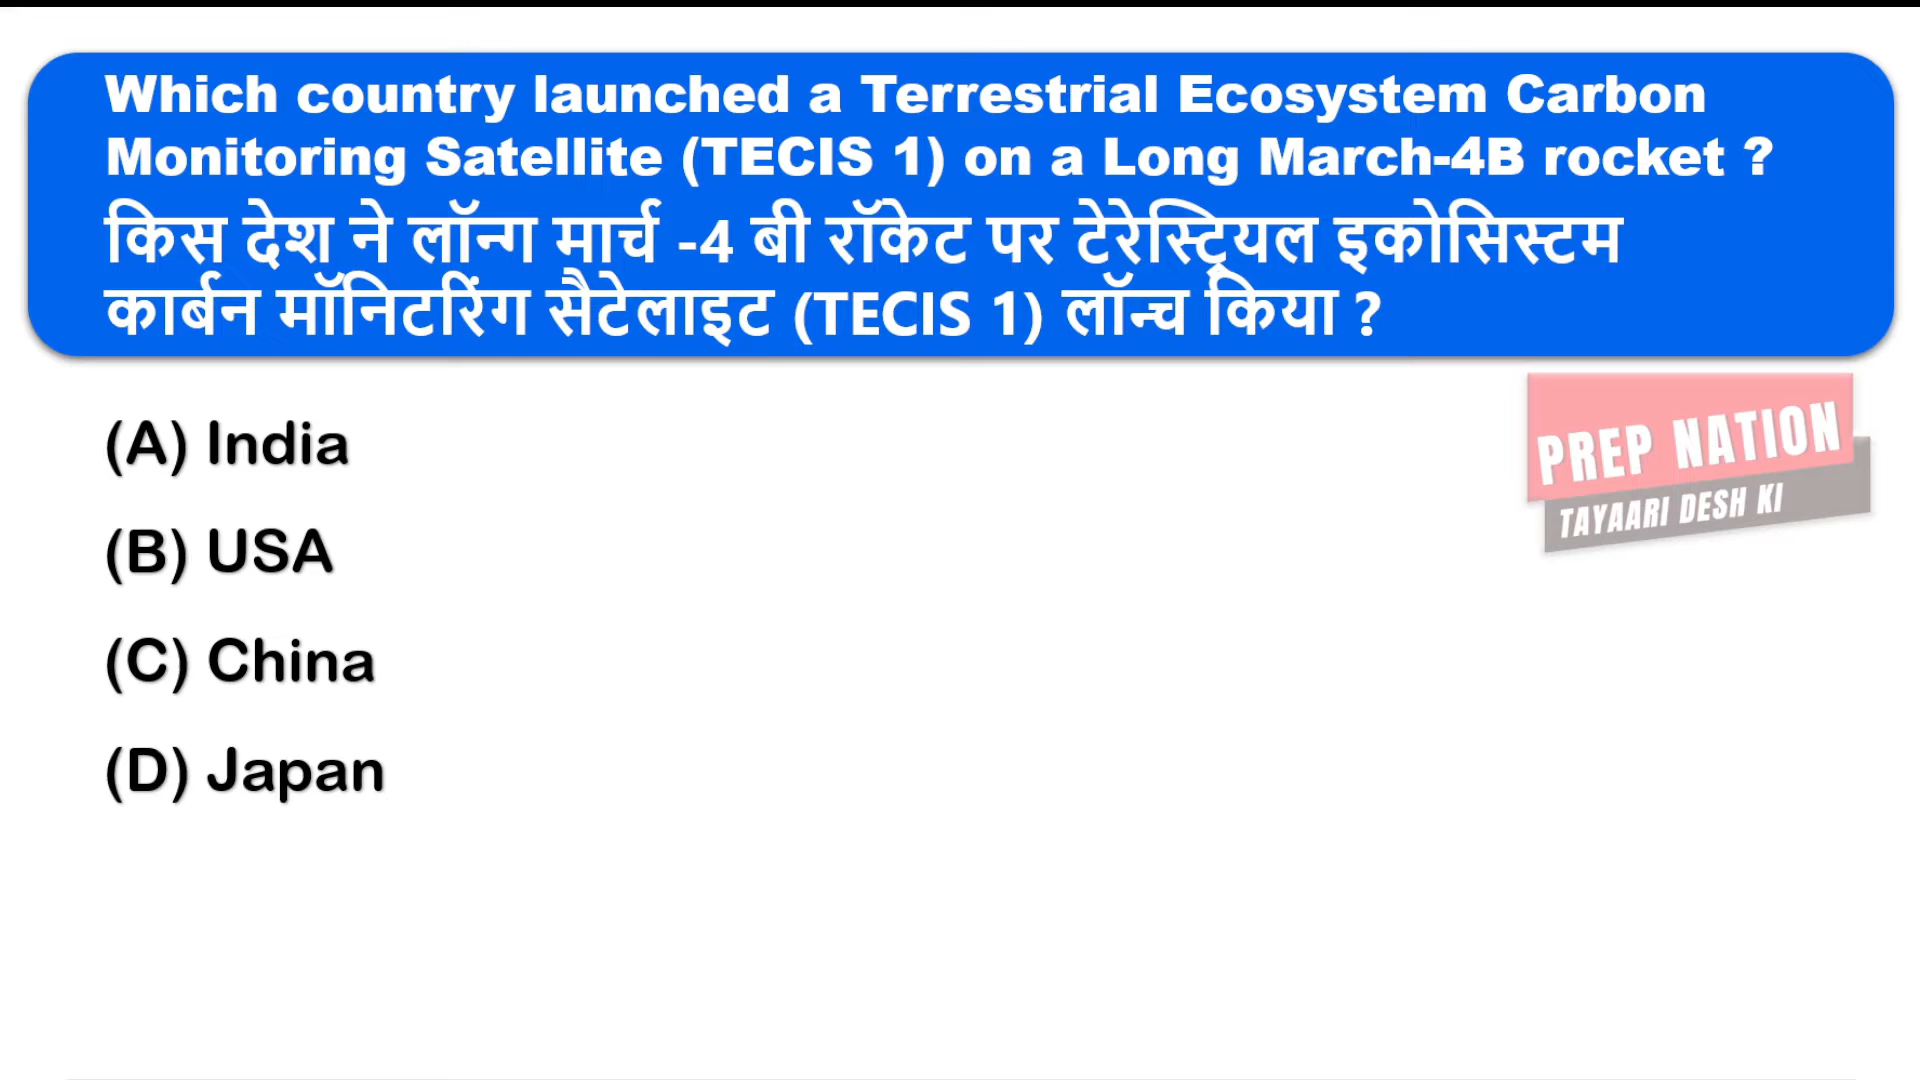 Which country launched a Terrestrial Ecosystem Carbon
Monitoring Satellite (TECIS 1) on a Long March-4B rocket ?
किस देश ने लॉन्ग मार्च -4 बी रॉकेट पर टेरेस्ट्रियल इकोसिस्टम
कार्बन मॉनिटरिंग सैटेलाइट (TECIS 1) लॉन्च किया ?
PREP NATION
TAYAARI DESH KI
(A) India
(B) USA
(C) China
(D) Japan